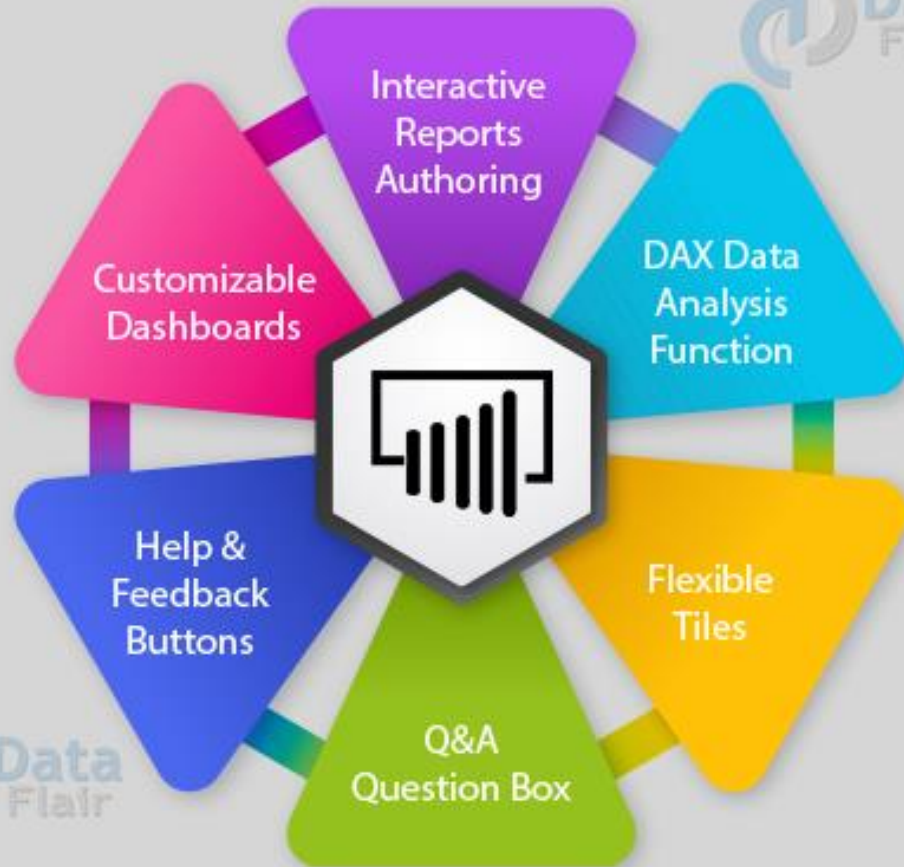 Interactive
Reports
Authoring
DAX Data
Analysis
Function
Flexible
Tiles
Q&A
Question Box
Help &
Feedback
Buttons
Customizable
Dashboards
Data
Flair